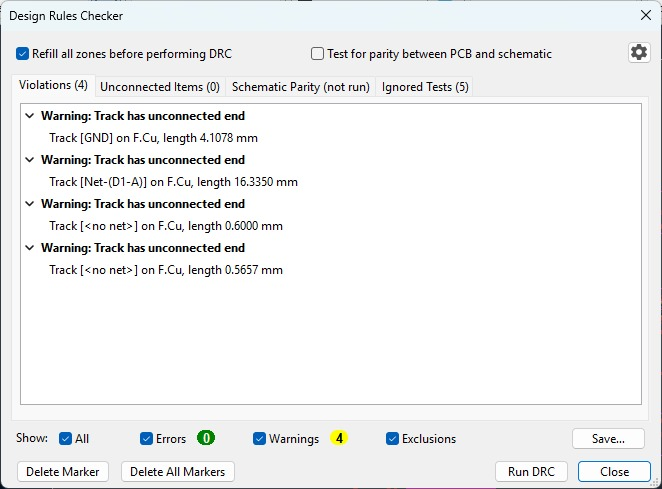 Design Rules Checker
Refill all zones before performing DRC
Test for parity between PCB and schematic
Violations (4)
Unconnected Items (0)
Schematic Parity (not run)
Ignored Tests (5)
Warning: Track has unconnected end
Track [GND] on F.Cu, length 4.1078 mm
Warning: Track has unconnected end
Track [Net-(D1-A)] on F.Cu, length 16.3350 mm
Warning: Track has unconnected end
Track [<no net>] on F.Cu, length 0.6000 mm
Warning: Track has unconnected end
Track [<no net>] on F.Cu, length 0.5657 mm
Show:
All
Errors
0
Warnings
4
Exclusions
Save...
Delete Marker
Delete All Markers
Run DRC
Close